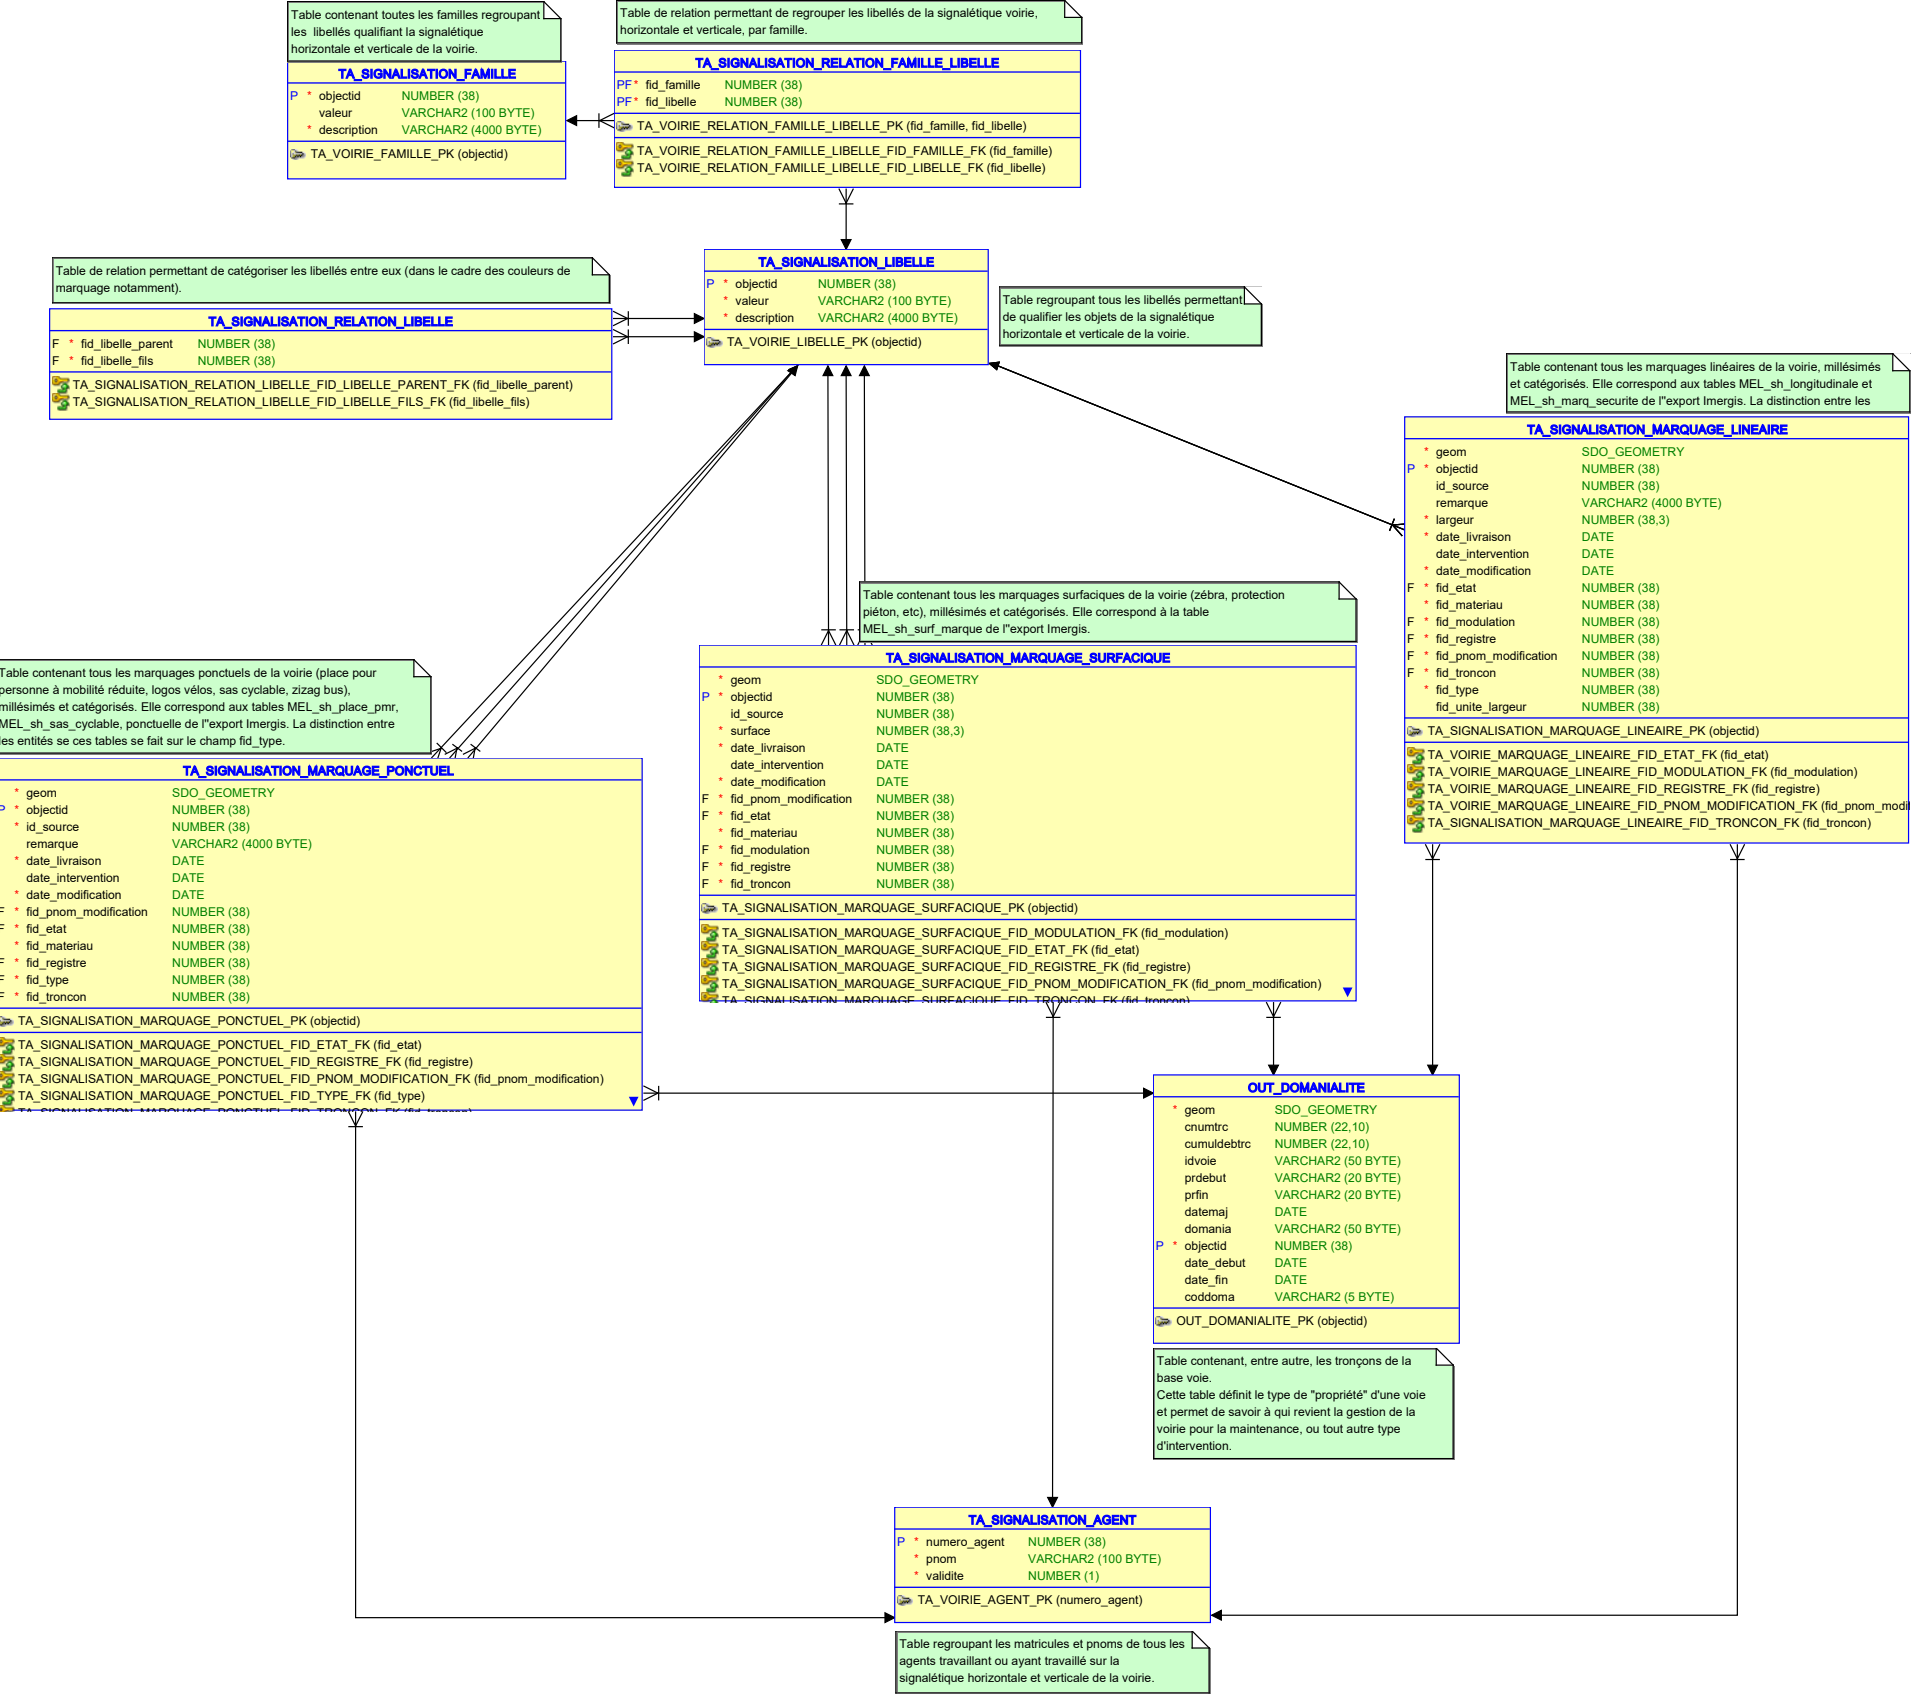 Table contenant toutes les familles regroupant
les libellés qualifiant la signalétique
horizontale et verticale de la voirie.
TA_SIGNALISATION_FAMILLE
P * objectid NUMBER (38)
valeur VARCHAR2 (100 BYTE)
* description VARCHAR2 (4000 BYTE)
TA_VOIRIE_FAMILLE_PK (objectid)
Table de relation permettant de regrouper les libellés de la signalétique voirie,
horizontale et verticale, par famille.
TA_SIGNALISATION_RELATION_FAMILLE_LIBELLE
PF * fid_famille NUMBER (38)
PF * fid_libelle NUMBER (38)
TA_VOIRIE_RELATION_FAMILLE_LIBELLE_PK (fid_famille, fid_libelle)
TA_VOIRIE_RELATION_FAMILLE_LIBELLE_FID_FAMILLE_FK (fid_famille)
TA_VOIRIE_RELATION_FAMILLE_LIBELLE_FID_LIBELLE_FK (fid_libelle)
Table de relation permettant de catégoriser les libellés entre eux (dans le cadre des couleurs de
marquage notamment).
TA_SIGNALISATION_RELATION_LIBELLE
F * fid_libelle_parent NUMBER (38)
F * fid_libelle_fils NUMBER (38)
TA_SIGNALISATION_RELATION_LIBELLE_FID_LIBELLE_PARENT_FK (fid_libelle_parent)
TA_SIGNALISATION_RELATION_LIBELLE_FID_LIBELLE_FILS_FK (fid_libelle_fils)
TA_SIGNALISATION_LIBELLE
P * objectid NUMBER (38)
* valeur VARCHAR2 (100 BYTE)
* description VARCHAR2 (4000 BYTE)
TA_VOIRIE_LIBELLE_PK (objectid)
Table regroupant tous les libellés permettant
de qualifier les objets de la signalétique
horizontale et verticale de la voirie.
Table contenant tous les marquages linéaires de la voirie, millésimés
et catégorisés. Elle correspond aux tables MEL_sh_longitudinale et
MEL_sh_marq_securite de l"export Imergis. La distinction entre les
TA_SIGNALISATION_MARQUAGE_LINEAIRE
* geom SDO_GEOMETRY
P * objectid NUMBER (38)
id_source NUMBER (38)
remarque VARCHAR2 (4000 BYTE)
* largeur NUMBER (38,3)
* date_livraison DATE
date_intervention DATE
* date_modification DATE
F * fid_etat NUMBER (38)
* fid_materiau NUMBER (38)
F * fid_modulation NUMBER (38)
F * fid_registre NUMBER (38)
F * fid_pnom_modification NUMBER (38)
F * fid_troncon NUMBER (38)
* fid_type NUMBER (38)
fid_unite_largeur NUMBER (38)
TA_SIGNALISATION_MARQUAGE_LINEAIRE_PK (objectid)
TA_VOIRIE_MARQUAGE_LINEAIRE_FID_ETAT_FK (fid_etat)
TA_VOIRIE_MARQUAGE_LINEAIRE_FID_MODULATION_FK (fid_modulation)
TA_VOIRIE_MARQUAGE_LINEAIRE_FID_REGISTRE_FK (fid_registre)
TA_VOIRIE_MARQUAGE_LINEAIRE_FID_PNOM_MODIFICATION_FK (fid_pnom_modif
TA_SIGNALISATION_MARQUAGE_LINEAIRE_FID_TRONCON_FK (fid_troncon)
Table contenant tous les marquages surfaciques de la voirie (zébra, protection
piéton, etc), millésimés et catégorisés. Elle correspond à la table
MEL_sh_surf_marque de l"export Imergis.
TA_SIGNALISATION_MARQUAGE_SURFACIQUE
* geom SDO_GEOMETRY
P * objectid NUMBER (38)
id_source NUMBER (38)
* surface NUMBER (38,3)
* date_livraison DATE
date_intervention DATE
* date_modification DATE
F * fid_pnom_modification NUMBER (38)
F * fid_etat NUMBER (38)
* fid_materiau NUMBER (38)
F * fid_modulation NUMBER (38)
F * fid_registre NUMBER (38)
F * fid_troncon NUMBER (38)
TA_SIGNALISATION_MARQUAGE_SURFACIQUE_PK (objectid)
TA_SIGNALISATION_MARQUAGE_SURFACIQUE_FID_MODULATION_FK (fid_modulation)
TA_SIGNALISATION_MARQUAGE_SURFACIQUE_FID_ETAT_FK (fid_etat)
TA_SIGNALISATION_MARQUAGE_SURFACIQUE_FID_REGISTRE_FK (fid_registre)
TA_SIGNALISATION_MARQUAGE_SURFACIQUE_FID_PNOM_MODIFICATION_FK (fid_pnom_modification)
TA_SIGNALISATION_MARQUAGE_SURFACIQUE_FID_TRONCON_FK (fid_troncon)
Table contenant tous les marquages ponctuels de la voirie (place pour
personne à mobilité réduite, logos vélos, sas cyclable, zizag bus),
millésimés et catégorisés. Elle correspond aux tables MEL_sh_place_pmr,
MEL_sh_sas_cyclable, ponctuelle de l"export Imergis. La distinction entre
les entités se ces tables se fait sur le champ fid_type.
TA_SIGNALISATION_MARQUAGE_PONCTUEL
* geom SDO_GEOMETRY
P * objectid NUMBER (38)
* id_source NUMBER (38)
remarque VARCHAR2 (4000 BYTE)
* date_livraison DATE
date_intervention DATE
* date_modification DATE
F * fid_pnom_modification NUMBER (38)
F * fid_etat NUMBER (38)
* fid_materiau NUMBER (38)
F * fid_registre NUMBER (38)
F * fid_type NUMBER (38)
F * fid_troncon NUMBER (38)
TA_SIGNALISATION_MARQUAGE_PONCTUEL_PK (objectid)
TA_SIGNALISATION_MARQUAGE_PONCTUEL_FID_ETAT_FK (fid_etat)
TA_SIGNALISATION_MARQUAGE_PONCTUEL_FID_REGISTRE_FK (fid_registre)
TA_SIGNALISATION_MARQUAGE_PONCTUEL_FID_PNOM_MODIFICATION_FK (fid_pnom_modification)
TA_SIGNALISATION_MARQUAGE_PONCTUEL_FID_TYPE_FK (fid_type)
TA_SIGNALISATION_MARQUAGE_PONCTUEL_FID_TRONCON_FK (fid_troncon)
OUT_DOMANIALITE
* geom SDO_GEOMETRY
cnumtrc NUMBER (22,10)
cumuldebtrc NUMBER (22,10)
idvoie VARCHAR2 (50 BYTE)
prdebut VARCHAR2 (20 BYTE)
prfin VARCHAR2 (20 BYTE)
datemaj DATE
domania VARCHAR2 (50 BYTE)
P * objectid NUMBER (38)
date_debut DATE
date_fin DATE
coddoma VARCHAR2 (5 BYTE)
OUT_DOMANIALITE_PK (objectid)
Table contenant, entre autre, les tronçons de la
base voie.
Cette table définit le type de "propriété" d'une voie
et permet de savoir à qui revient la gestion de la
voirie pour la maintenance, ou tout autre type
d'intervention.
TA_SIGNALISATION_AGENT
P * numero_agent NUMBER (38)
* pnom VARCHAR2 (100 BYTE)
* validite NUMBER (1)
TA_VOIRIE_AGENT_PK (numero_agent)
Table regroupant les matricules et pnoms de tous les
agents travaillant ou ayant travaillé sur la
signalétique horizontale et verticale de la voirie.